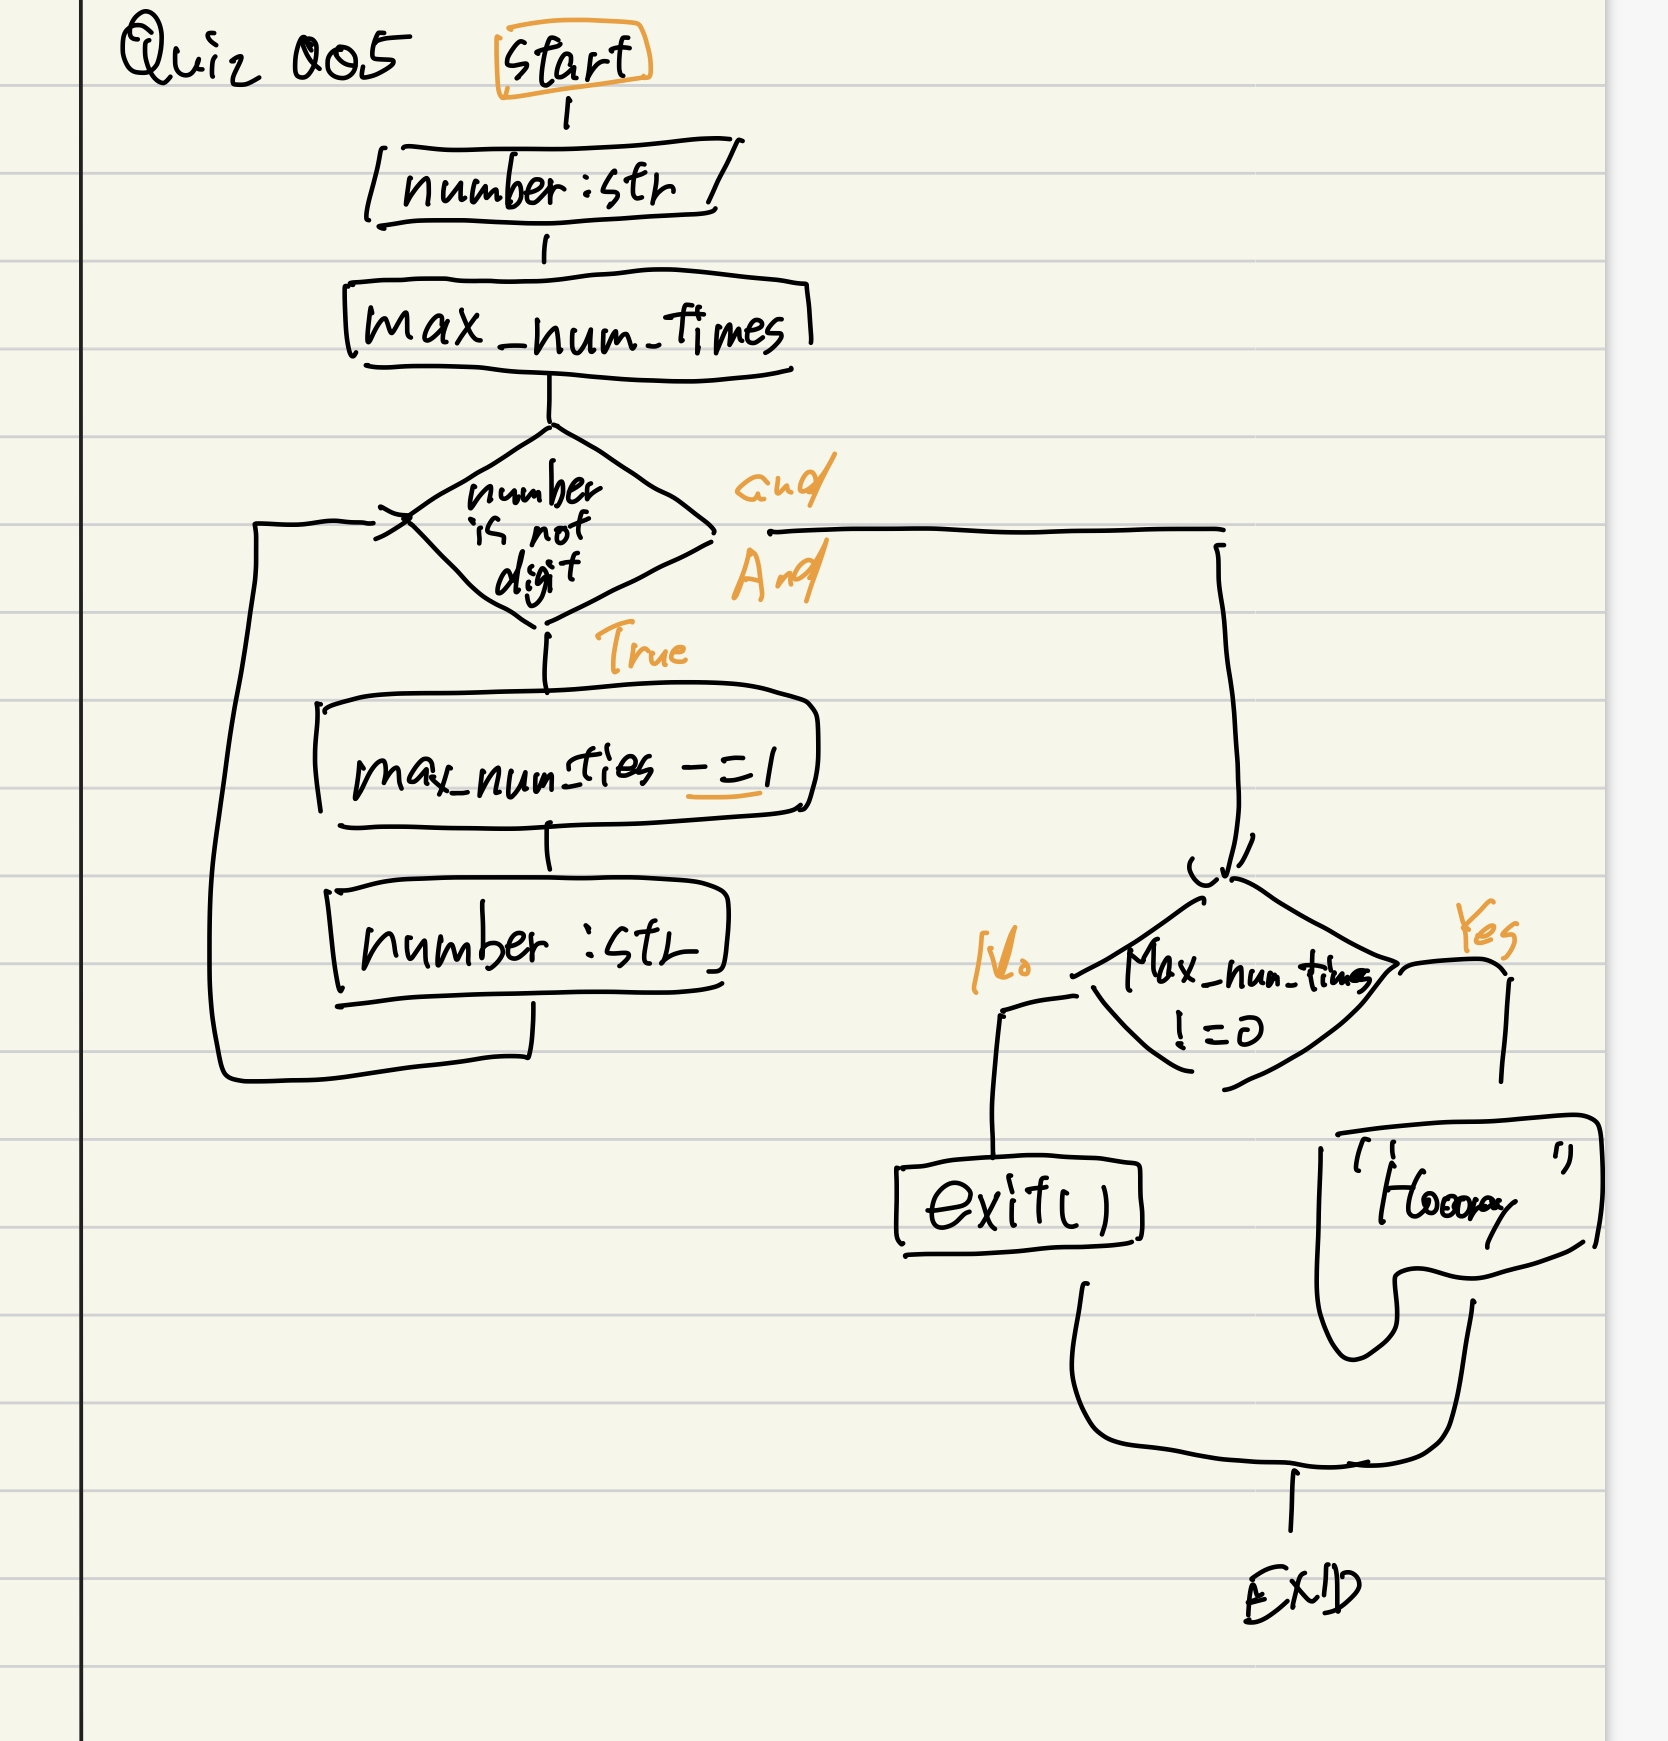 Quiz 005
start
number:str
max_num_times
number
is not
digit
and
And
True
max_num_ties -=1
number :str
No
Max_num_times
!=0
Yes
exit()
"Hooray"